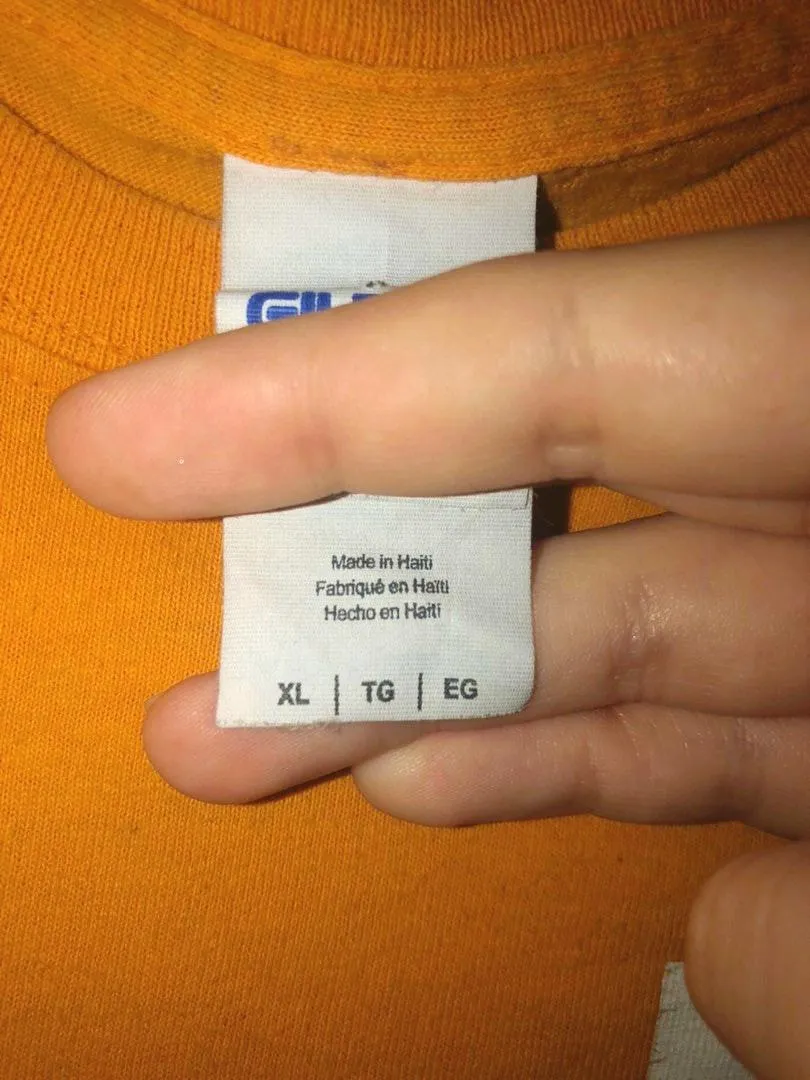 Made in Haiti
Fabriqué en Haïti
Hecho en Haití
XL | TG | EG